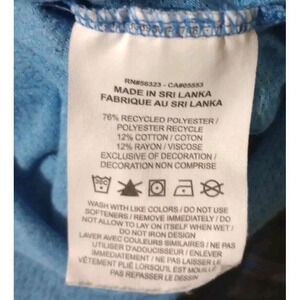 RN#56323 - CA#05553
MADE IN SRI LANKA
FABRIQUE AU SRI LANKA
76% RECYCLED POLYESTER/
POLYESTER RECYCLE
12% COTTON / COTON
12% RAYON / VISCOSE
EXCLUSIVE OF DECORATION /
DECORATION NON COMPRISE
WASH WITH LIKE COLORS / DO NOT USE
SOFTENERS / REMOVE IMMEDIATELY / DO
NOT ALLOW TO LAY ON ITSELF WHEN WET /
DO NOT IRON DESIGN
LAVER AVEC COULEURS SIMILAIRES / NE PAS
UTILISER D'ADOUCISSEUR / ENLEVER
IMMEDIATEMENT / NE PAS LAISSER LE
VÊTEMENT PLIÉ LORSQU'IL EST MOUILLÉ
PAS REPASSER LE DESSIN